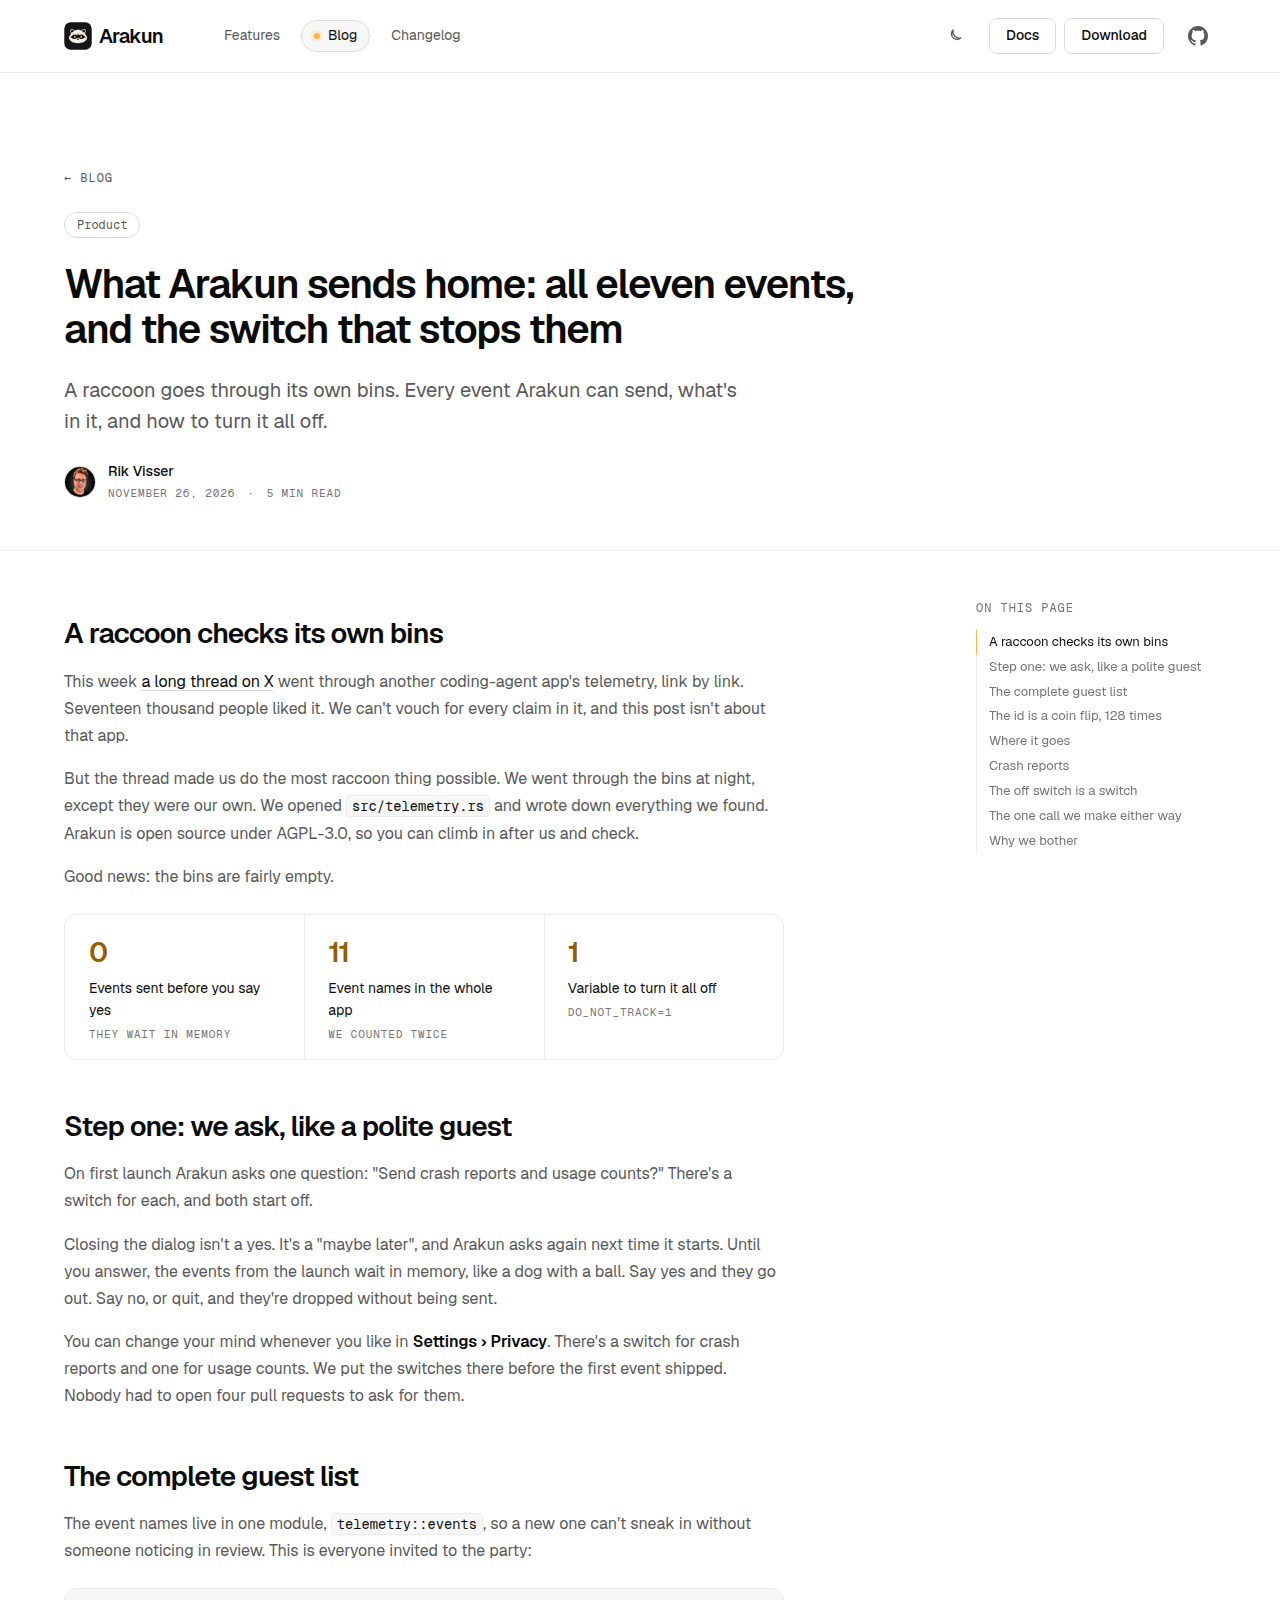 Arakun
Features
Blog
Changelog
Docs
Download
← BLOG
Product
What Arakun sends home: all eleven events,
and the switch that stops them
A raccoon goes through its own bins. Every event Arakun can send, what's
in it, and how to turn it all off.
Rik Visser
NOVEMBER 26, 2026 · 5 MIN READ
A raccoon checks its own bins
This week a long thread on X went through another coding-agent app's telemetry, link by link.
Seventeen thousand people liked it. We can't vouch for every claim in it, and this post isn't about
that app.
But the thread made us do the most raccoon thing possible. We went through the bins at night,
except they were our own. We opened src/telemetry.rs and wrote down everything we found.
Arakun is open source under AGPL-3.0, so you can climb in after us and check.
Good news: the bins are fairly empty.
0
Events sent before you say
yes
THEY WAIT IN MEMORY
11
Event names in the whole
app
WE COUNTED TWICE
1
Variable to turn it all off
DO_NOT_TRACK=1
Step one: we ask, like a polite guest
On first launch Arakun asks one question: "Send crash reports and usage counts?" There's a
switch for each, and both start off.
Closing the dialog isn't a yes. It's a "maybe later", and Arakun asks again next time it starts. Until
you answer, the events from the launch wait in memory, like a dog with a ball. Say yes and they go
out. Say no, or quit, and they're dropped without being sent.
You can change your mind whenever you like in Settings › Privacy. There's a switch for crash
reports and one for usage counts. We put the switches there before the first event shipped.
Nobody had to open four pull requests to ask for them.
The complete guest list
The event names live in one module, telemetry::events, so a new one can't sneak in without
someone noticing in review. This is everyone invited to the party:
ON THIS PAGE
A raccoon checks its own bins
Step one: we ask, like a polite guest
The complete guest list
The id is a coin flip, 128 times
Where it goes
Crash reports
The off switch is a switch
The one call we make either way
Why we bother